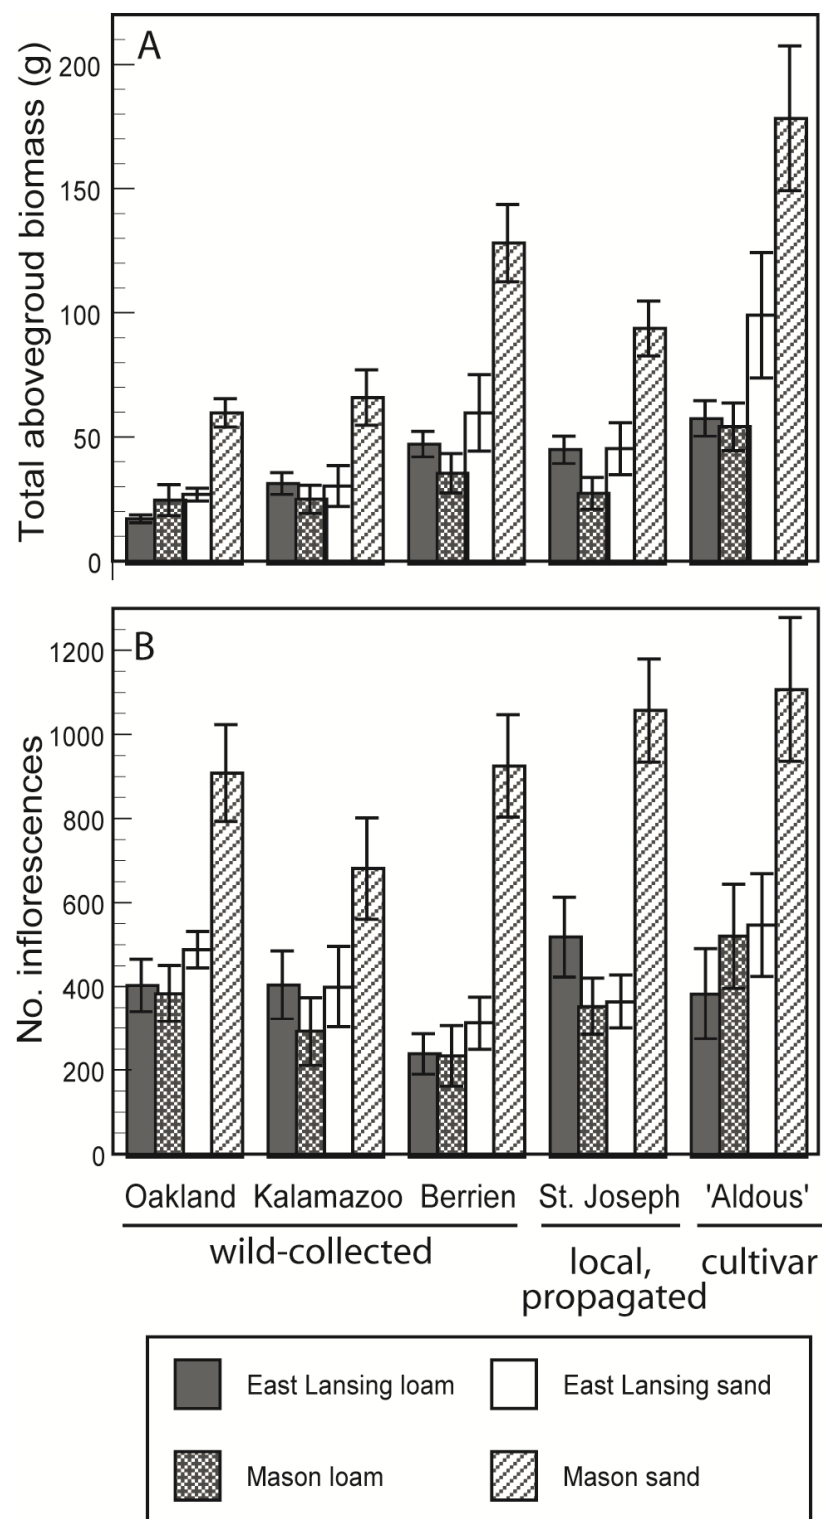 A
Total abovegroud biomass (g)
200
150
100
50
0
B
No. inflorescences
1200
1000
800
600
400
200
0
Oakland Kalamazoo Berrien St. Joseph 'Aldous'
wild-collected local, propagated cultivar
East Lansing loam East Lansing sand
Mason loam Mason sand